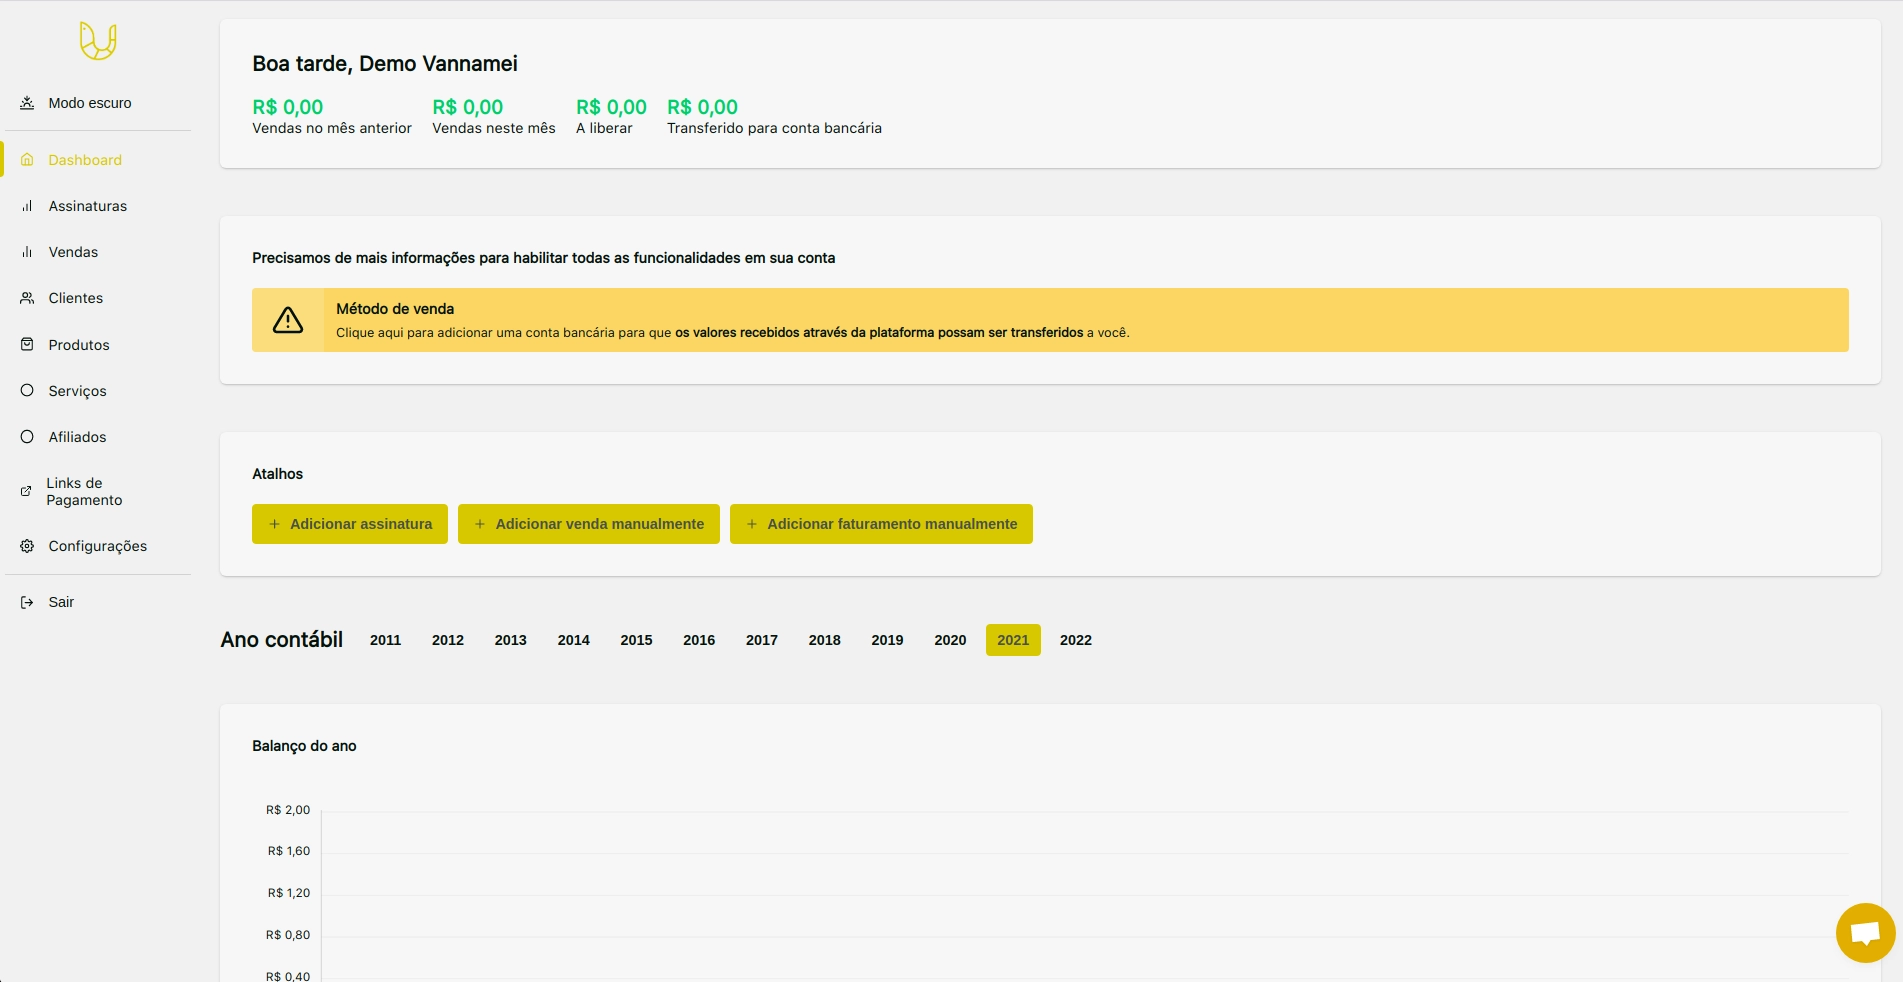 Modo escuro
Dashboard
Assinaturas
Vendas
Clientes
Produtos
Serviços
Afiliados
Links de
Pagamento
Configurações
Sair
Boa tarde, Demo Vannamei
R$ 0,00 R$ 0,00 R$ 0,00 R$ 0,00
Vendas no mês anterior Vendas neste mês A liberar Transferido para conta bancária
Precisamos de mais informações para habilitar todas as funcionalidades em sua conta
Método de venda
Clique aqui para adicionar uma conta bancária para que os valores recebidos através da plataforma possam ser transferidos a você.
Atalhos
+ Adicionar assinatura + Adicionar venda manualmente + Adicionar faturamento manualmente
Ano contábil 2011 2012 2013 2014 2015 2016 2017 2018 2019 2020 2021 2022
Balanço do ano
R$ 2,00
R$ 1,60
R$ 1,20
R$ 0,80
R$ 0,40